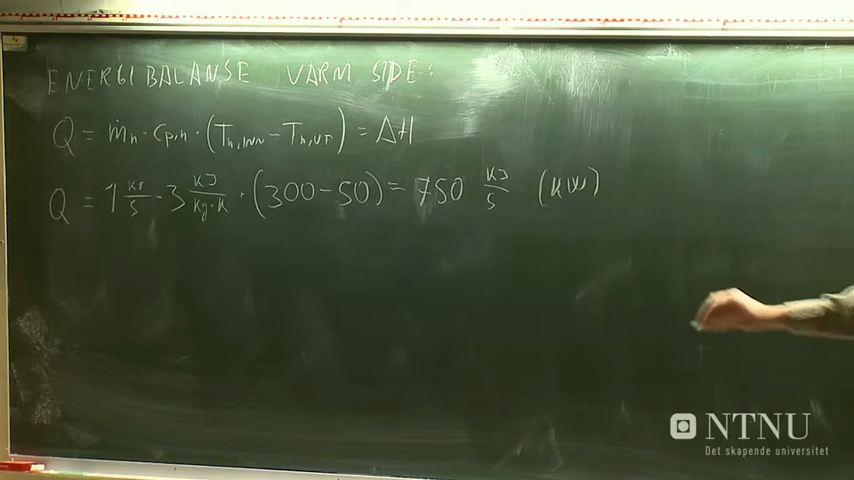 ENERGIBALANSE VARM SIDE:
Q = ṁh · Cp,h · (Th,INN - Th,UT) = ΔH
Q = 1 kg/s · 3 kJ/kg·K · (300 - 50) = 750 kJ/s (kW)
NTNU
Det skapende universitet